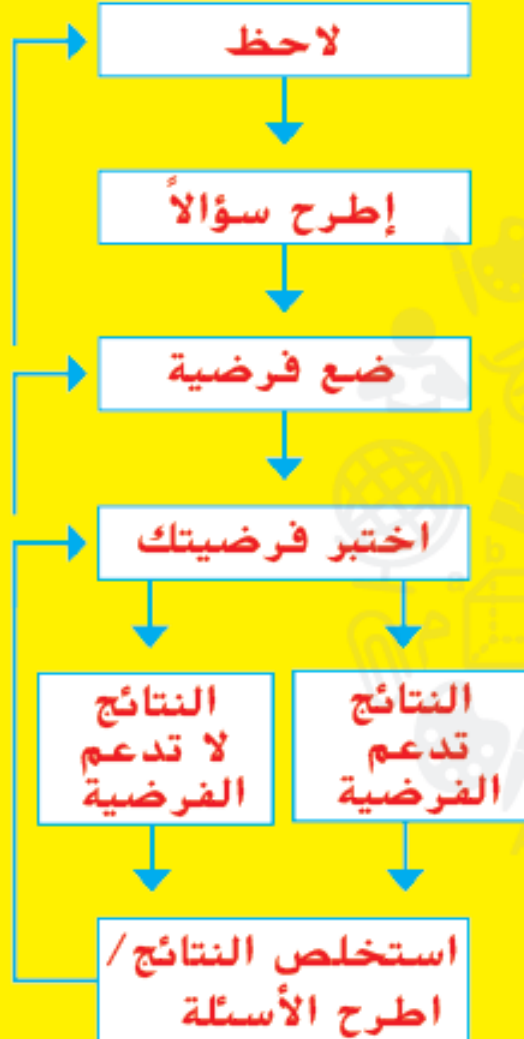 لاحظ
إطرح سؤالاً
ضع فرضية
اختبر فرضيتك
النتائج
تدعم
الفرضية
النتائج
لا تدعم
الفرضية
استخلص النتائج/
اطرح الأسئلة